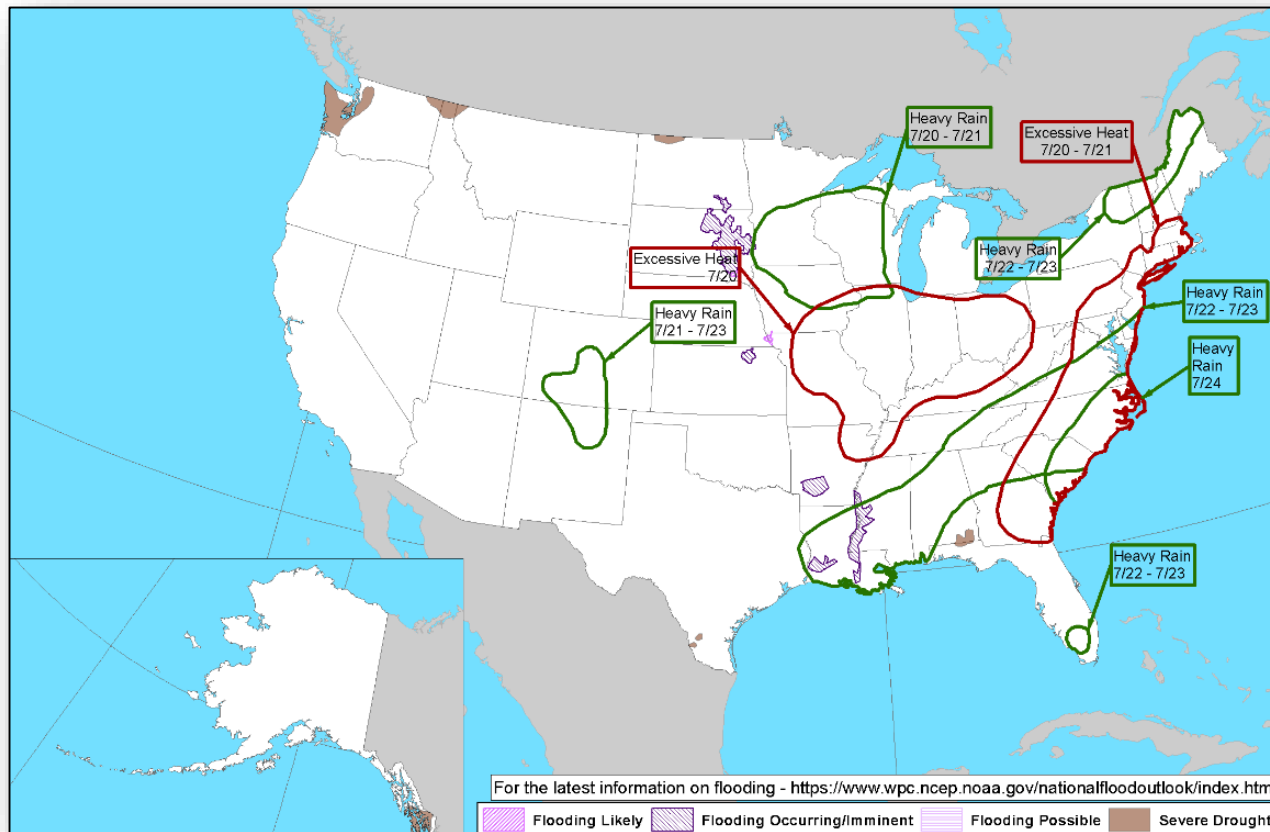 Heavy Rain
7/20 - 7/21
Excessive Heat
7/20 - 7/21
Heavy Rain
7/22 - 7/23
Excessive Heat
7/20
Heavy Rain
7/22 - 7/23
Heavy Rain
7/21 - 7/23
Heavy
Rain
7/24
Heavy Rain
7/22 - 7/23
For the latest information on flooding - https://www.wpc.ncep.noaa.gov/nationalfloodoutlook/index.htm
Flooding Likely Flooding Occurring/Imminent Flooding Possible Severe Drought